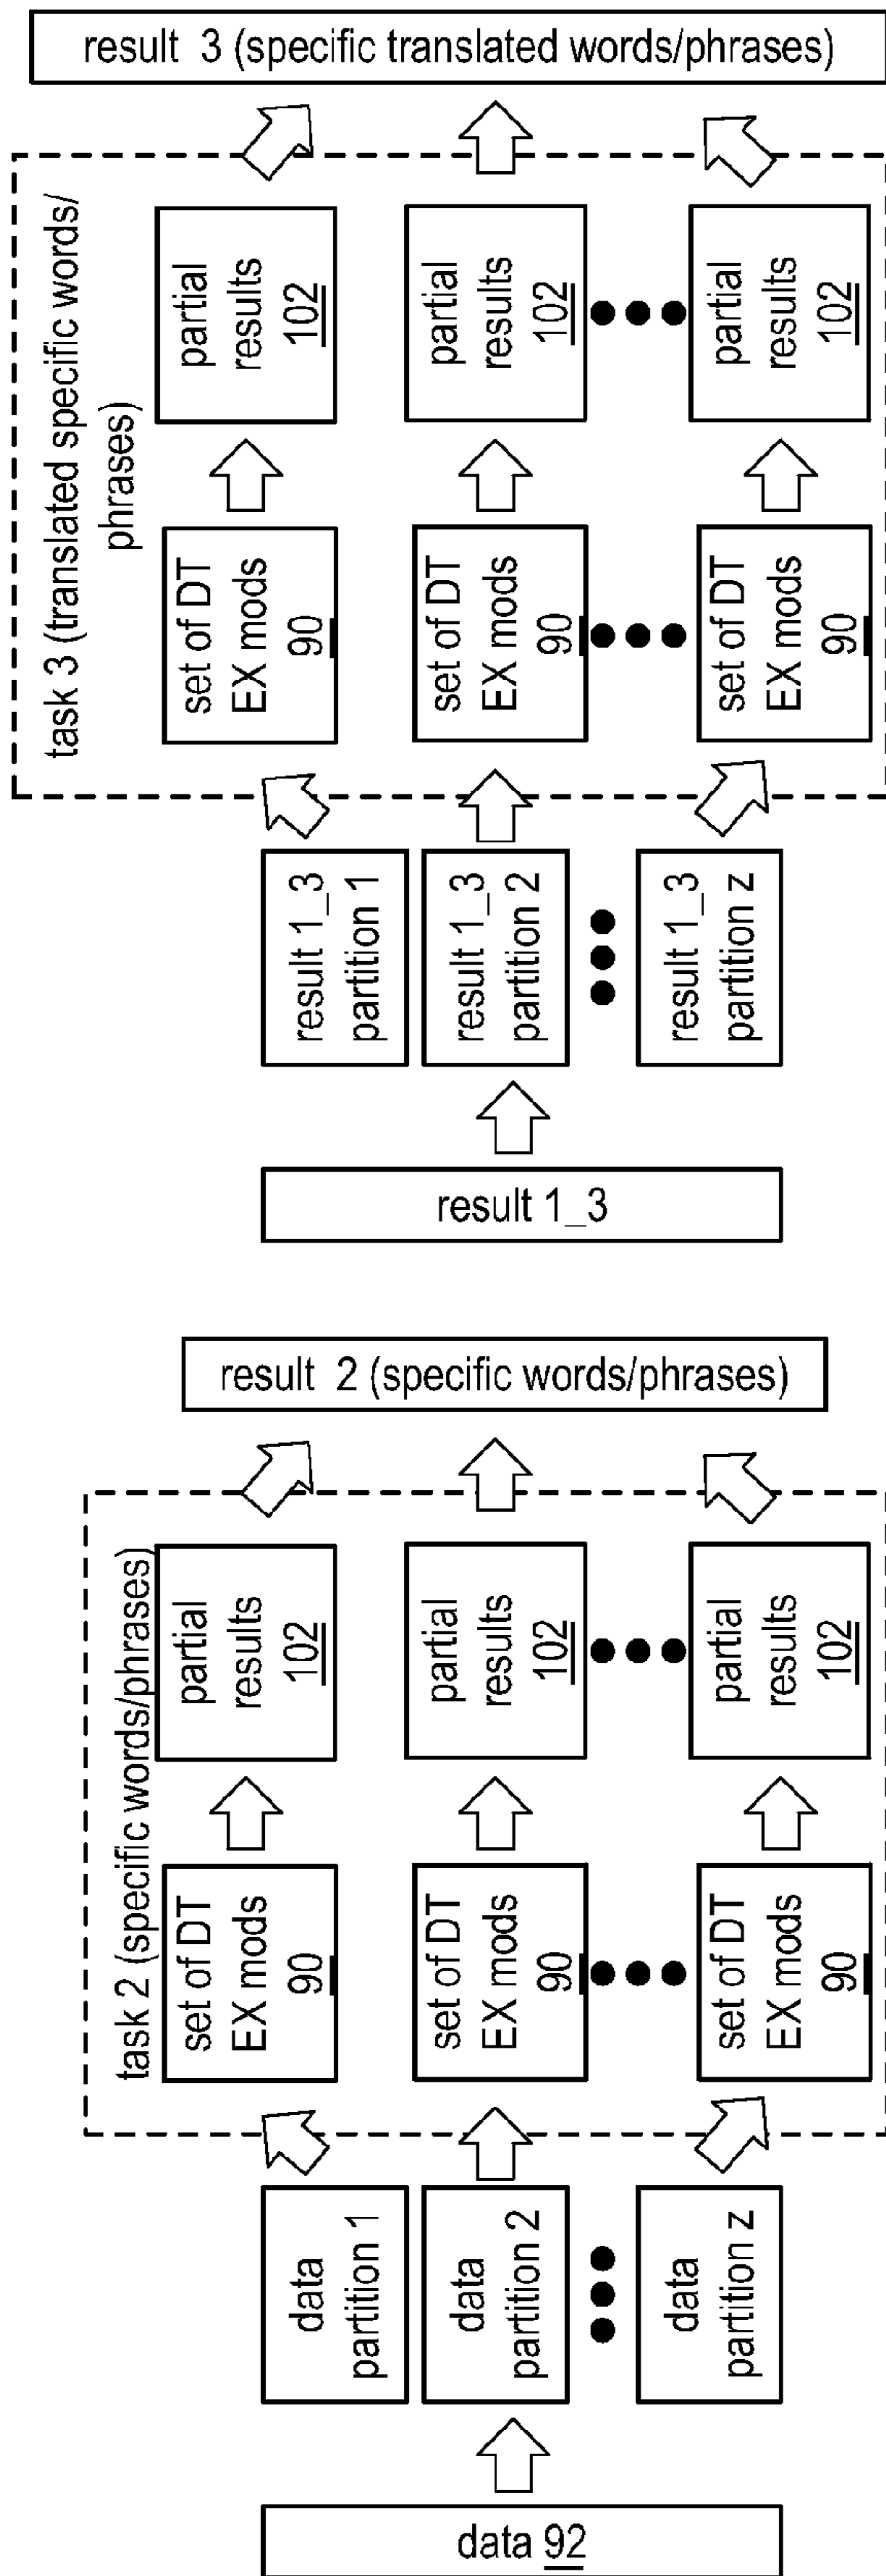 data 92
data
partition 1
data
partition 2
data
partition z
task 2 (specific words/phrases)
set of DT
EX mods
90
set of DT
EX mods
90
set of DT
EX mods
90
partial
results
102
partial
results
102
partial
results
102
result 2 (specific words/phrases)
result 1_3
result 1_3
partition 1
result 1_3
partition 2
result 1_3
partition z
task 3 (translated specific words/
phrases)
set of DT
EX mods
90
set of DT
EX mods
90
set of DT
EX mods
90
partial
results
102
partial
results
102
partial
results
102
result 3 (specific translated words/phrases)